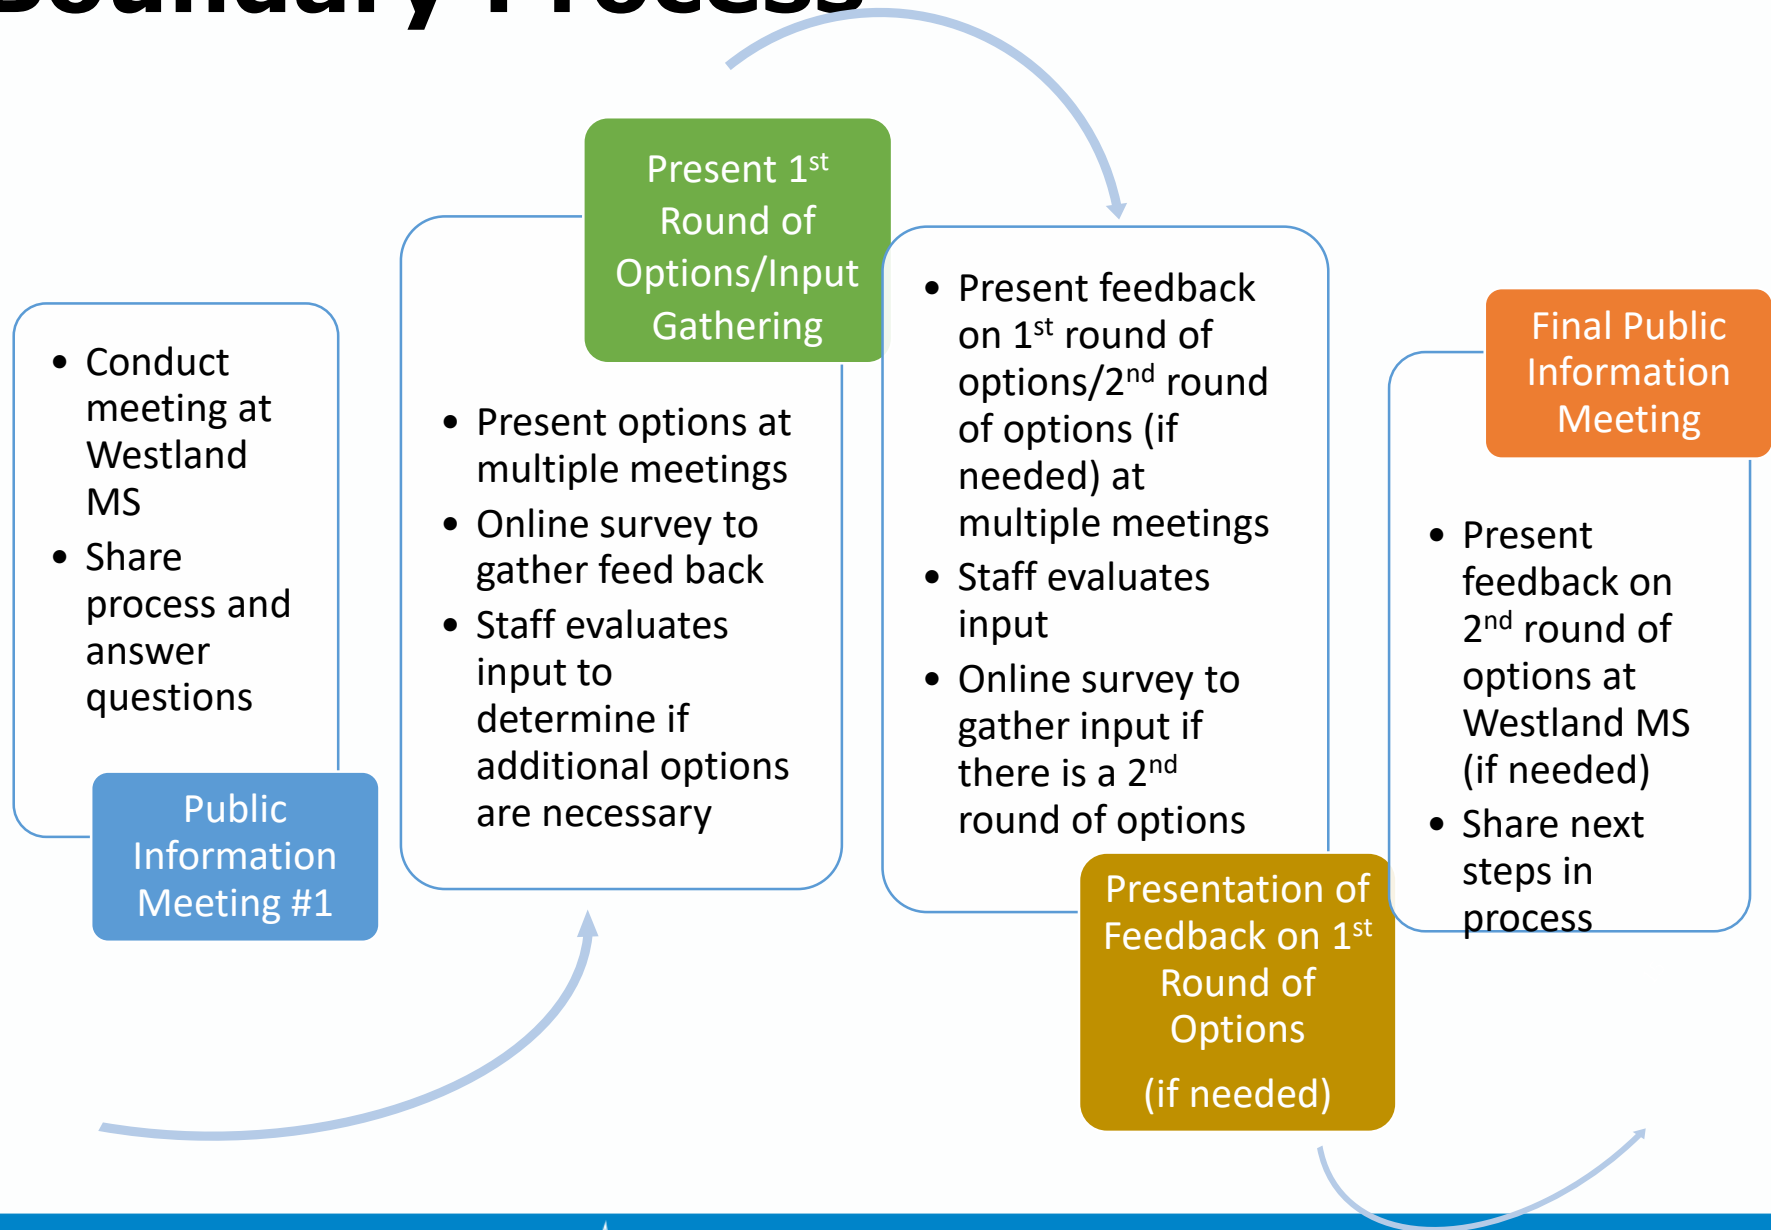 Boundary Process
• Conduct
meeting at
Westland
MS
• Share
process and
answer
questions
Public
Information
Meeting #1
Present 1st
Round of
Options/Input
Gathering
• Present options at
multiple meetings
• Online survey to
gather feed back
• Staff evaluates
input to
determine if
additional options
are necessary
• Present feedback
on 1st round of
options/2nd round
of options (if
needed) at
multiple meetings
• Staff evaluates
input
• Online survey to
gather input if
there is a 2nd
round of options
Presentation of
Feedback on 1st
Round of
Options
(if needed)
Final Public
Information
Meeting
• Present
feedback on
2nd round of
options at
Westland MS
(if needed)
• Share next
steps in
process